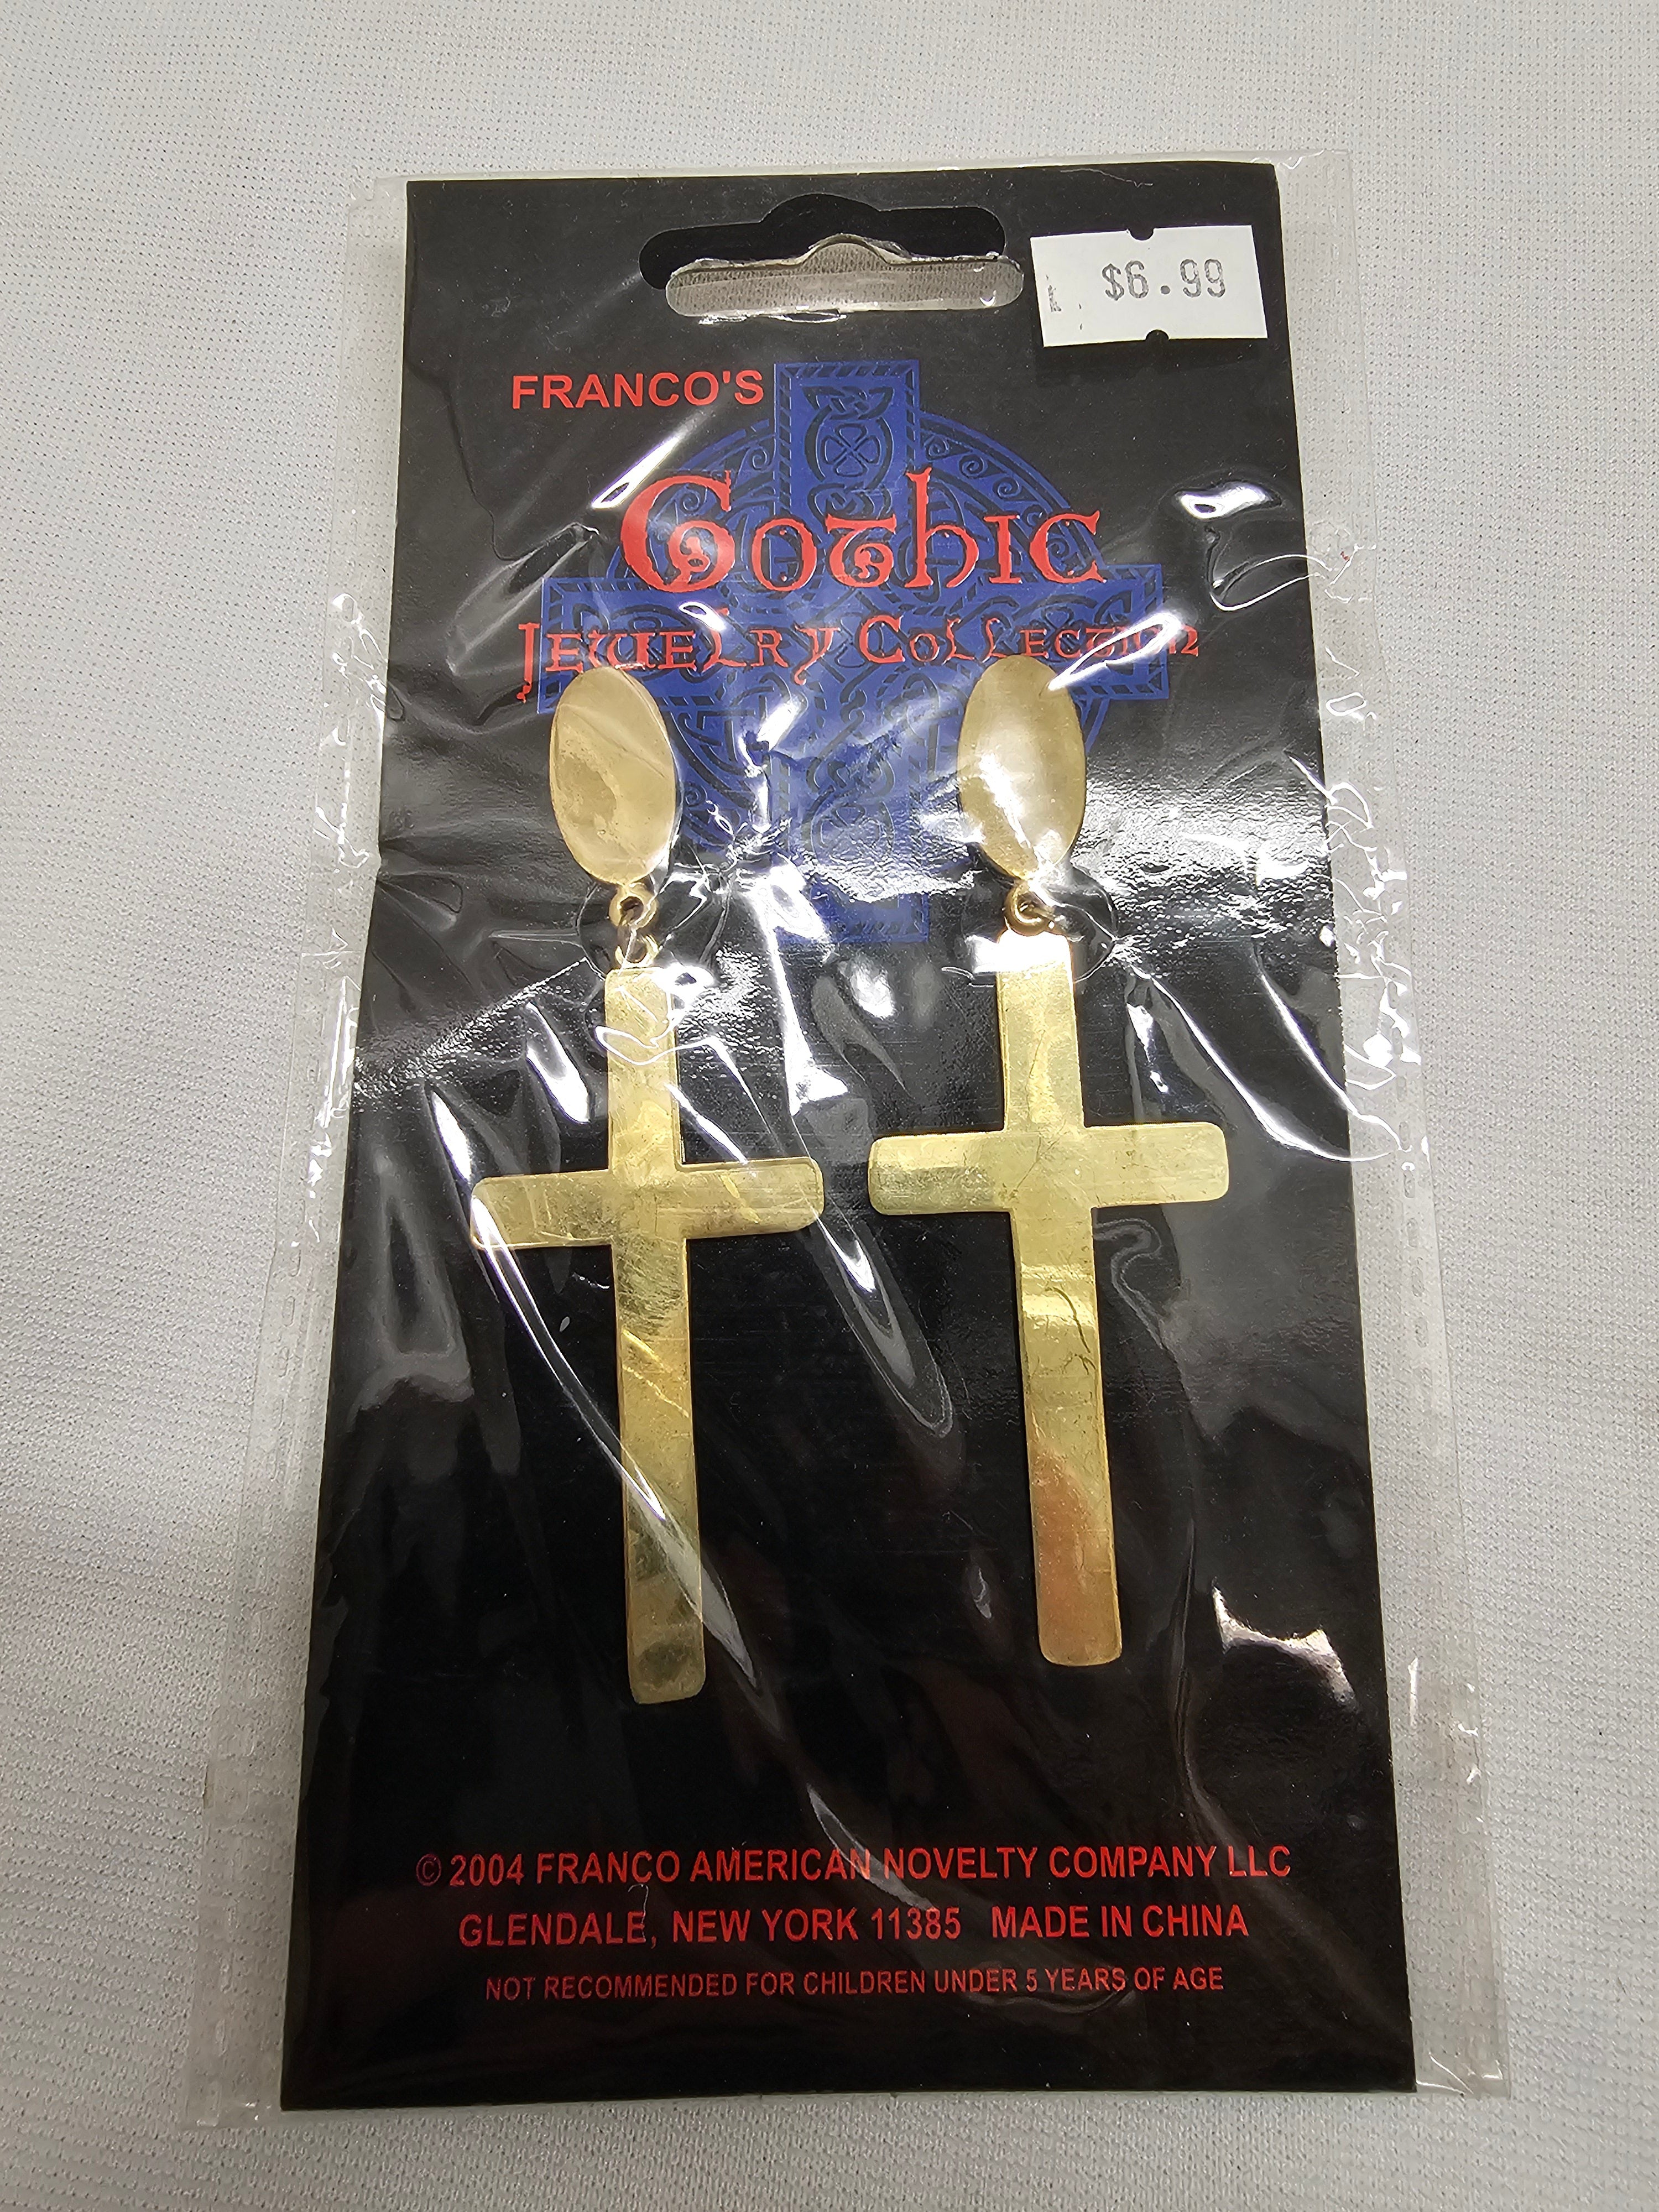 $6.99
FRANCO'S
Gothic
Jewelry Collection
© 2004 FRANCO AMERICAN NOVELTY COMPANY LLC
GLENDALE, NEW YORK 11385 MADE IN CHINA
NOT RECOMMENDED FOR CHILDREN UNDER 5 YEARS OF AGE